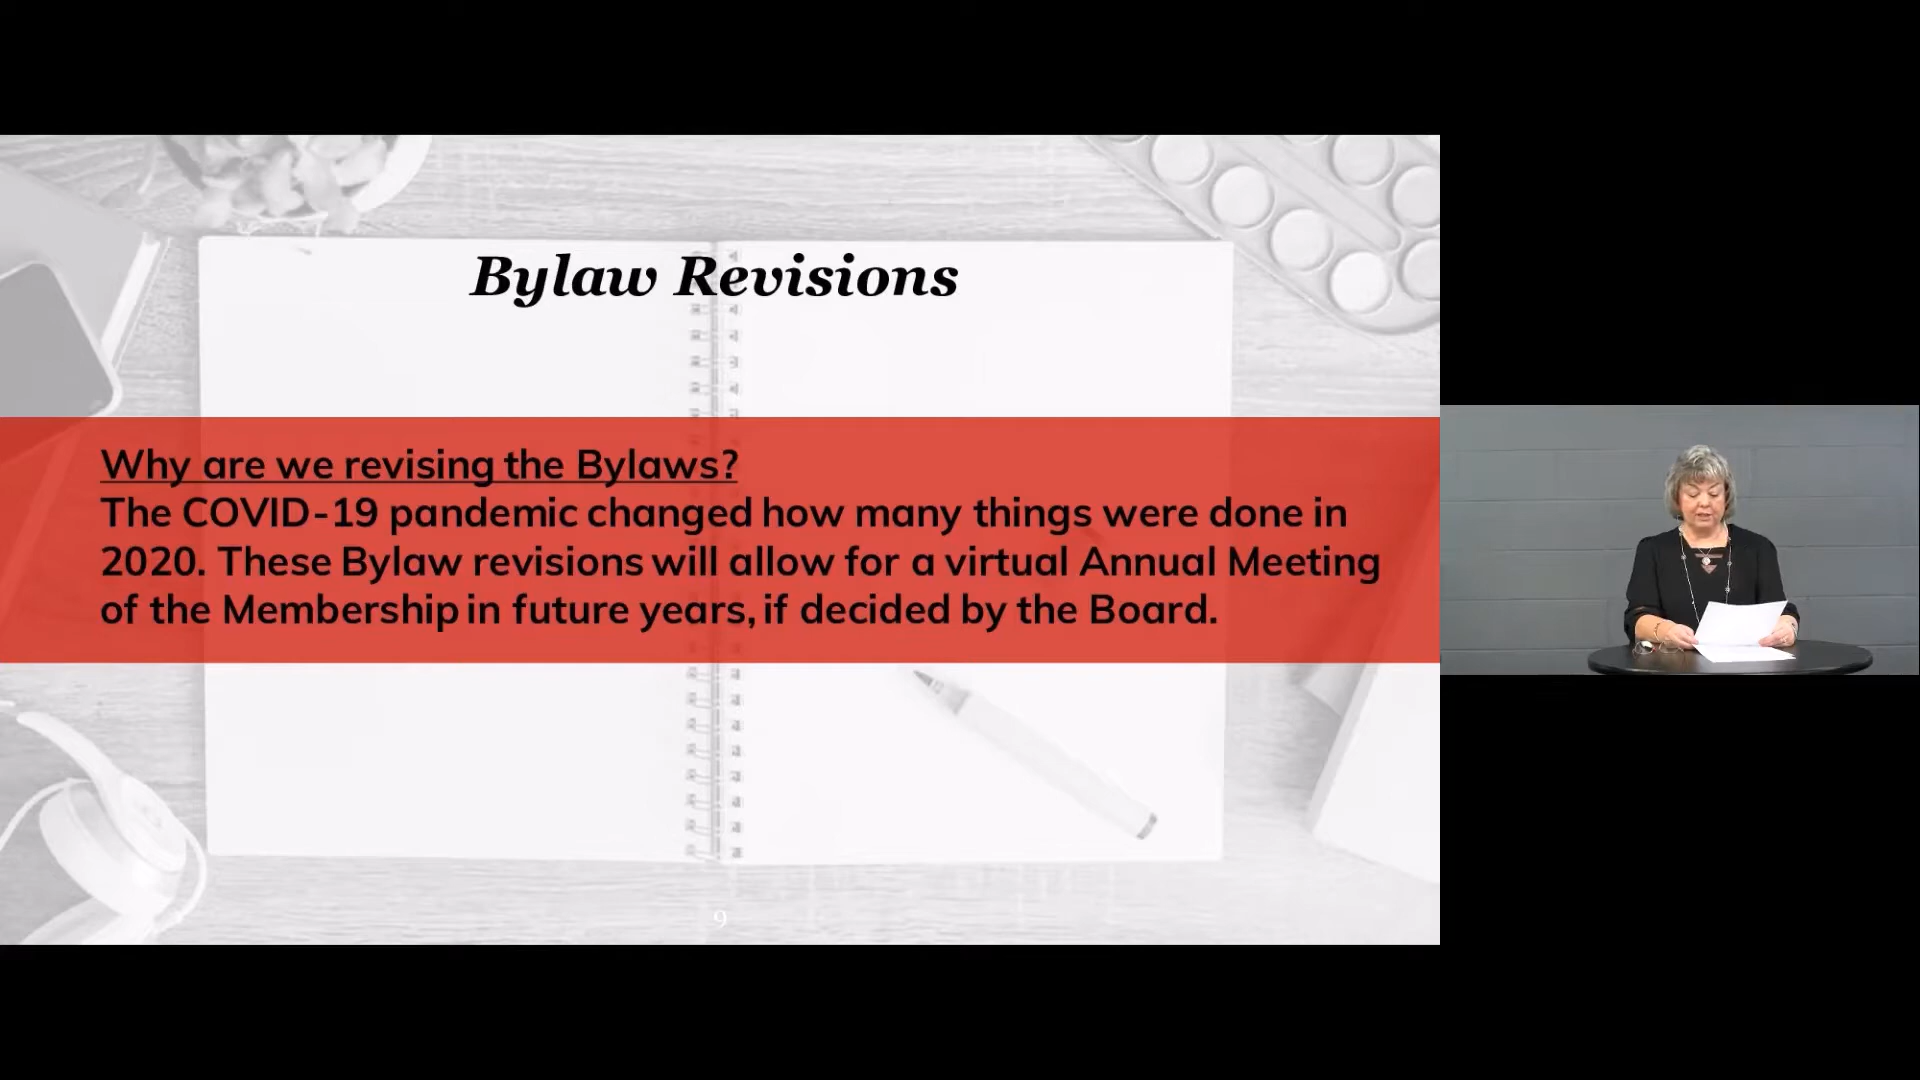 Bylaw Revisions
Why are we revising the Bylaws?
The COVID-19 pandemic changed how many things were done in
2020. These Bylaw revisions will allow for a virtual Annual Meeting
of the Membership in future years, if decided by the Board.
9